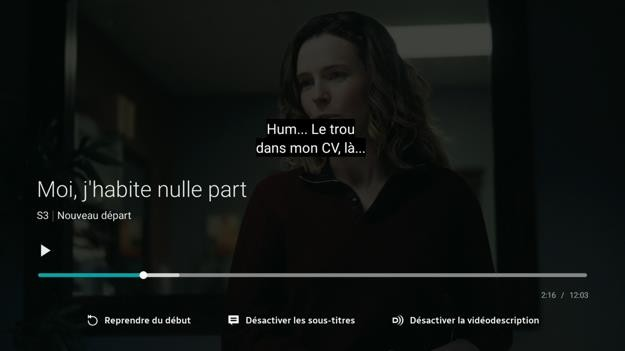 Hum... Le trou
dans mon CV, là...
Moi, j'habite nulle part
S3 | Nouveau départ
2:16 / 12:03
Reprendre du début
Désactiver les sous-titres
D)) Désactiver la vidéodescription